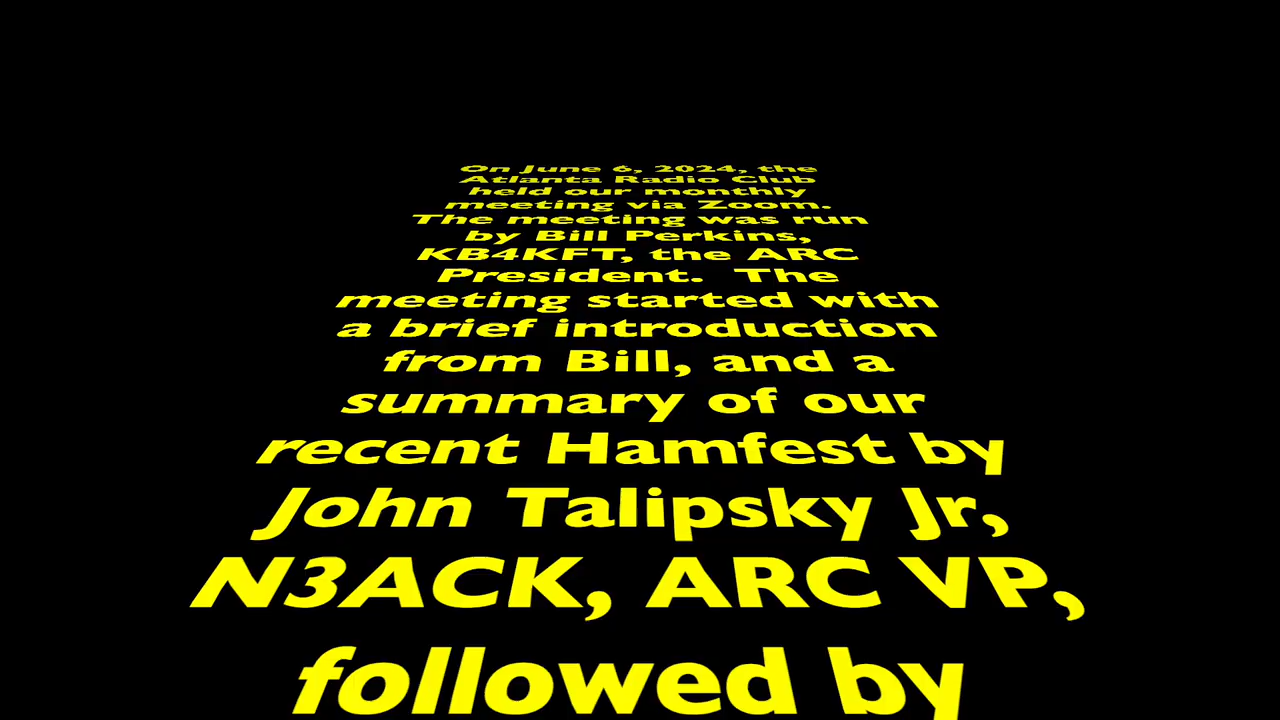 On June 6, 2024, the
Atlanta Radio Club
held our monthly
meeting via Zoom.
The meeting was run
by Bill Perkins,
KB4KFT, the ARC
President.  The
meeting started with
a brief introduction
from Bill, and a
summary of our
recent Hamfest by
John Talipsky Jr,
N3ACK, ARC VP,
followed by